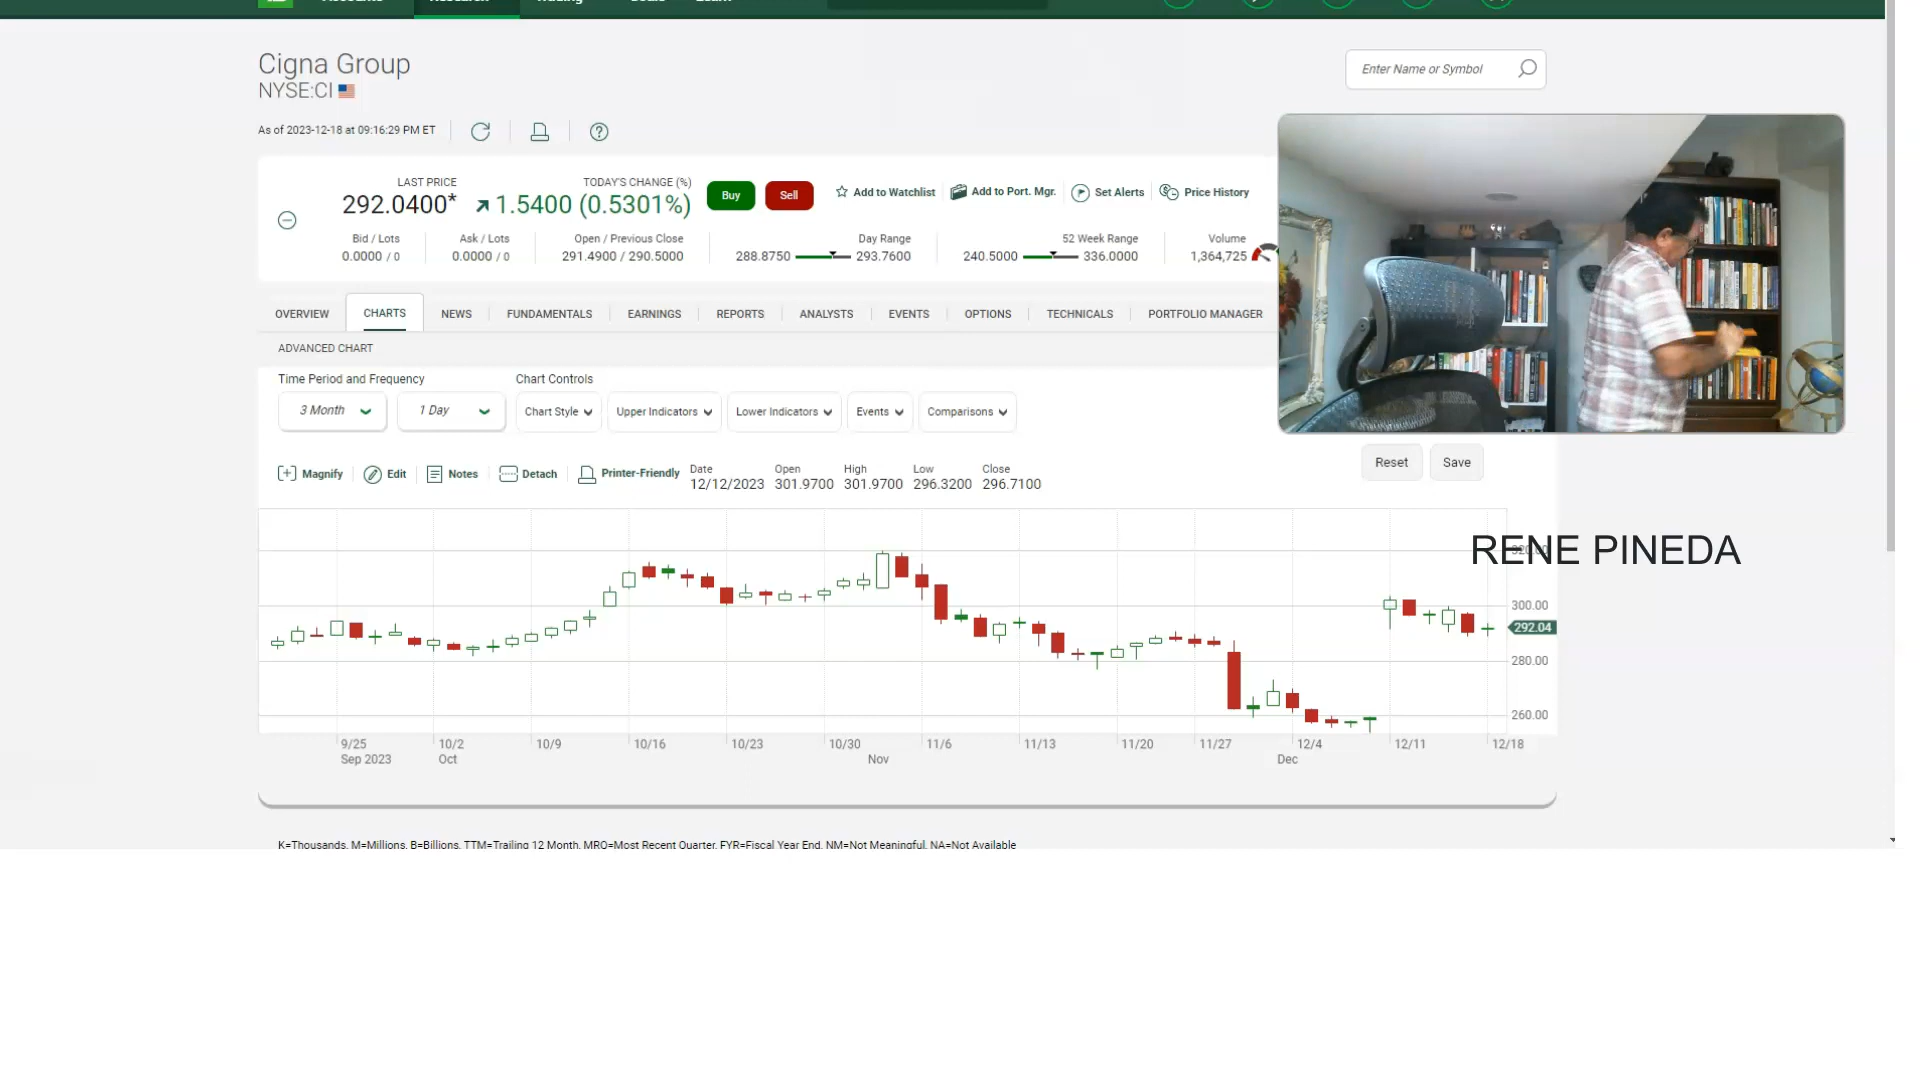 Cigna Group
NYSE:CI
Enter Name or Symbol
As of 2023-12-18 at 09:16:29 PM ET
LAST PRICE
292.0400*
TODAY'S CHANGE (%)
1.5400 (0.5301%)
Buy
Sell
Add to Watchlist
Add to Port. Mgr.
Set Alerts
Price History
Bid / Lots
0.0000 / 0
Ask / Lots
0.0000 / 0
Open / Previous Close
291.4900 / 290.5000
Day Range
288.8750 293.7600
52 Week Range
240.5000 336.0000
Volume
1,364,725
OVERVIEW CHARTS NEWS FUNDAMENTALS EARNINGS REPORTS ANALYSTS EVENTS OPTIONS TECHNICALS PORTFOLIO MANAGER
ADVANCED CHART
Time Period and Frequency
Chart Controls
3 Month 1 Day Chart Style Upper Indicators Lower Indicators Events Comparisons
Reset Save
Magnify Edit Notes Detach Printer-Friendly
Date Open High Low Close
12/12/2023 301.9700 301.9700 296.3200 296.7100
RENE PINEDA
300.00
292.04
280.00
260.00
9/25 10/2 10/9 10/16 10/23 10/30 11/6 11/13 11/20 11/27 12/4 12/11 12/18
Sep 2023 Oct Nov Dec
K=Thousands, M=Millions, B=Billions, TTM=Trailing 12 Month, MRQ=Most Recent Quarter, FYR=Fiscal Year End, NM=Not Meaningful, NA=Not Available